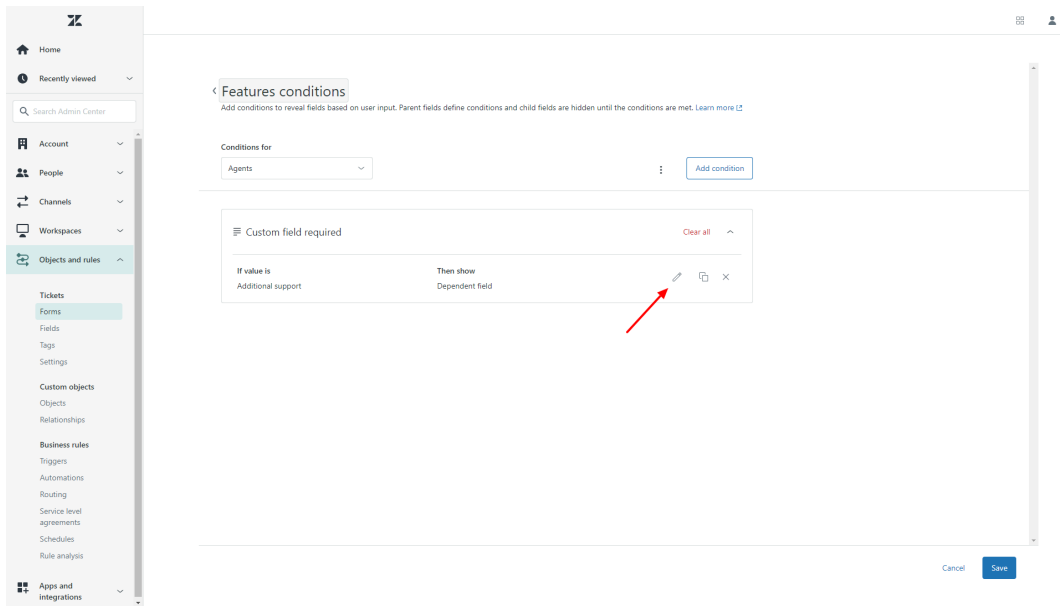 Home
Recently viewed
Search Admin Center
Account
People
Channels
Workspaces
Objects and rules
Tickets
Forms
Fields
Tags
Settings
Custom objects
Objects
Relationships
Business rules
Triggers
Automations
Routing
Service level
agreements
Schedules
Rule analysis
Apps and
integrations
Features conditions
Add conditions to reveal fields based on user input. Parent fields define conditions and child fields are hidden until the conditions are met. Learn more
Conditions for
Agents
Add condition
Custom field required
Clear all
If value is
Then show
Additional support
Dependent field
Cancel
Save